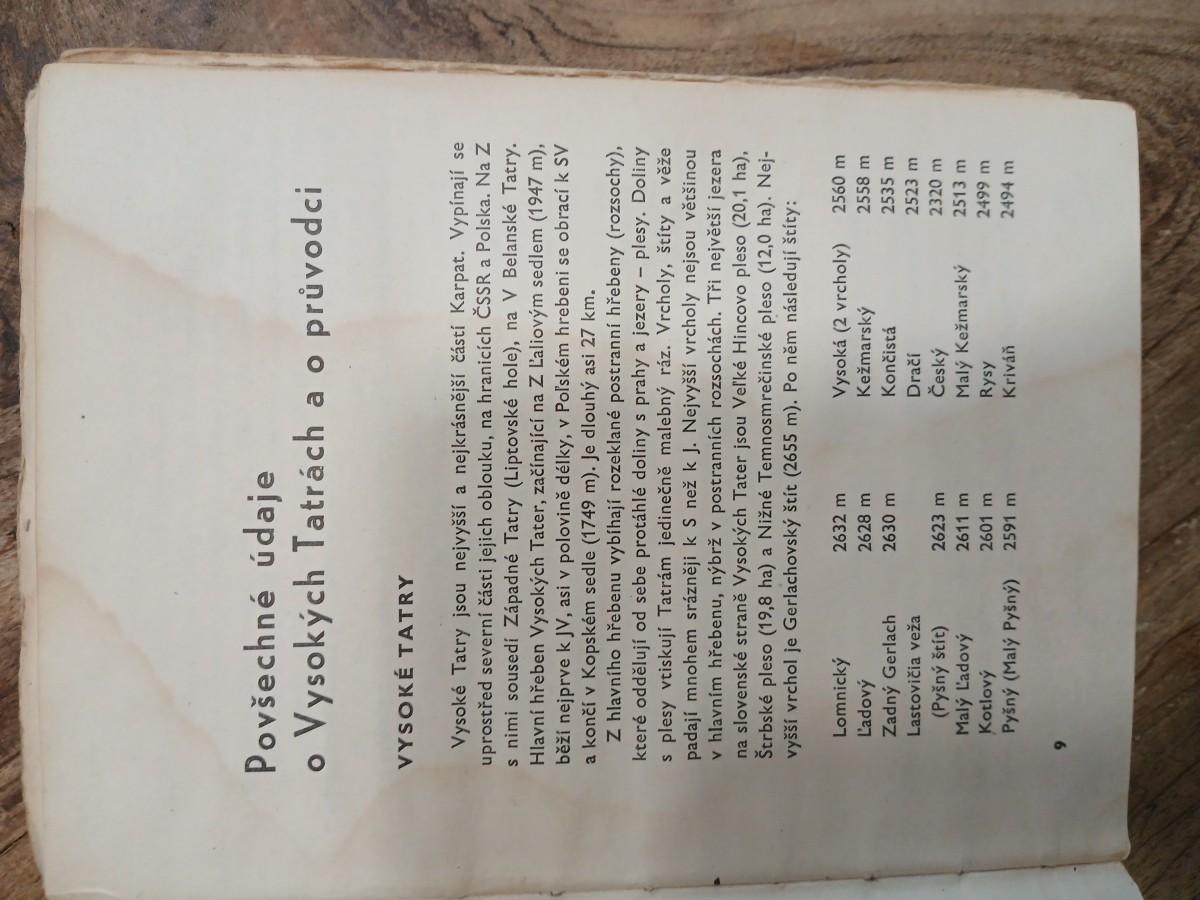 Povšechné údaje
o Vysokých Tatrách a o průvodci
VYSOKÉ TATRY
Vysoké Tatry jsou nejvyšší a nejkrásnější částí Karpat. Vypínají se
uprostřed severní části jejich oblouku, na hranicích ČSSR a Polska. Na Z
s nimi sousedí Západné Tatry (Liptovské hole), na V Belanské Tatry.
Hlavní hřeben Vysokých Tater, začínající na Z Ľaliovým sedlem (1947 m),
běží nejprve k JV, asi v polovině délky, v Poľském hrebeni se obrací k SV
a končí v Kopském sedle (1749 m). Je dlouhý asi 27 km.
Z hlavního hřebenu vybíhají rozeklané postranní hřebeny (rozsochy),
které oddělují od sebe protáhlé doliny s prahy a jezery – plesy. Doliny
s plesy vtiskují Tatrám jedinečně malebný ráz. Vrcholy, štíty a věže
padají mnohem srázněji k S než k J. Nejvyšší vrcholy nejsou většinou
v hlavním hřebenu, nýbrž v postranních rozsochách. Tři největší jezera
na slovenské straně Vysokých Tater jsou Veľké Hincovo pleso (20,1 ha),
Štrbské pleso (19,8 ha) a Nižné Temnosmrečinské pleso (12,0 ha). Nej-
vyšší vrchol je Gerlachovský štít (2655 m). Po něm následují štíty:
Lomnický 2632 m
Ľadový 2628 m
Zadný Gerlach 2630 m
Lastovičia veža
(Pyšný štít) 2623 m
Malý Ľadový 2611 m
Kotlový 2601 m
Pyšný (Malý Pyšný) 2591 m
Vysoká (2 vrcholy) 2560 m
Kežmarský 2558 m
Končistá 2535 m
Dračí 2523 m
Český 2320 m
Malý Kežmarský 2513 m
Rysy 2499 m
Kriváň 2494 m
9